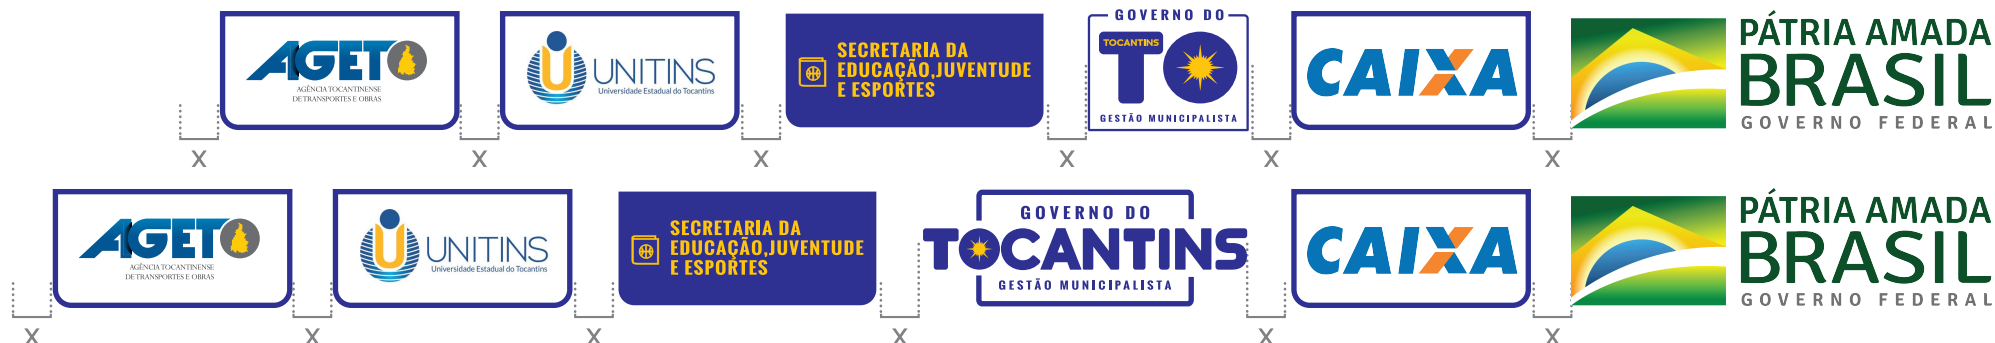 AGETO
AGÊNCIA TOCANTINENSE
DE TRANSPORTES E OBRAS
UNITINS
Universidade Estadual do Tocantins
SECRETARIA DA
EDUCAÇÃO,JUVENTUDE
E ESPORTES
GOVERNO DO
TOCANTINS
TO
GESTÃO MUNICIPALISTA
CAIXA
PÁTRIA AMADA
BRASIL
GOVERNO FEDERAL
X X X X X X
AGETO
AGÊNCIA TOCANTINENSE
DE TRANSPORTES E OBRAS
UNITINS
Universidade Estadual do Tocantins
SECRETARIA DA
EDUCAÇÃO,JUVENTUDE
E ESPORTES
GOVERNO DO
TOCANTINS
GESTÃO MUNICIPALISTA
CAIXA
PÁTRIA AMADA
BRASIL
GOVERNO FEDERAL
X X X X X X